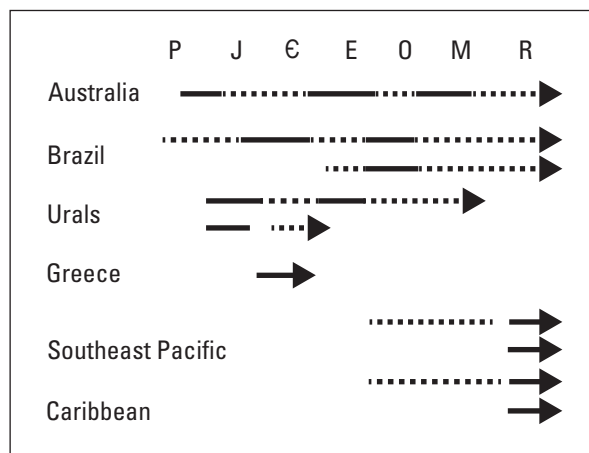 P J Є E O M R
Australia
Brazil
Urals
Greece
Southeast Pacific
Caribbean